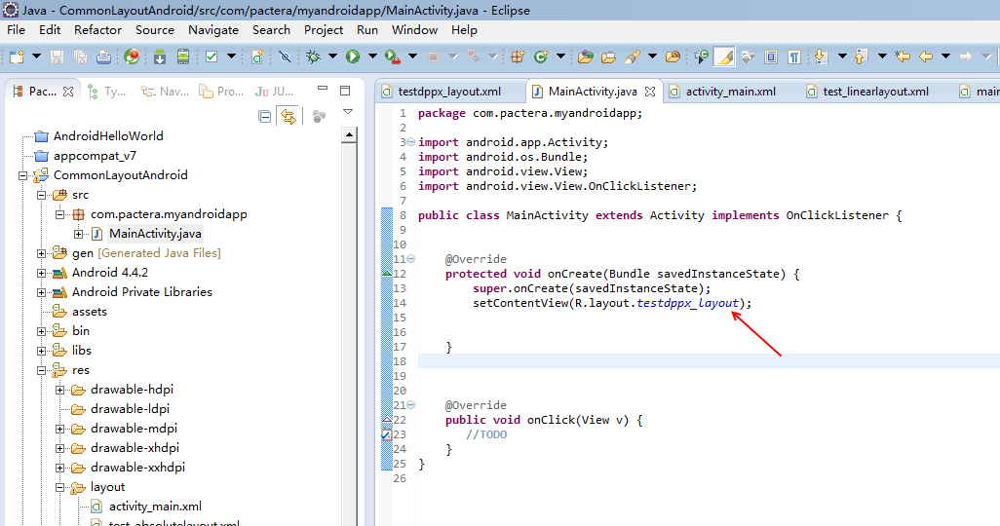 Java - CommonLayoutAndroid/src/com/pactera/myandroidapp/MainActivity.java - Eclipse
File Edit Refactor Source Navigate Search Project Run Window Help
Pac... Ty... Nav... Pro... JU...
AndroidHelloWorld
appcompat_v7
CommonLayoutAndroid
src
com.pactera.myandroidapp
MainActivity.java
gen [Generated Java Files]
Android 4.4.2
Android Private Libraries
assets
bin
libs
res
drawable-hdpi
drawable-ldpi
drawable-mdpi
drawable-xhdpi
drawable-xxhdpi
layout
activity_main.xml
test_absolutelayout.xml
testdppx_layout.xml MainActivity.java activity_main.xml test_linearlayout.xml main
1 package com.pactera.myandroidapp;
2
3 import android.app.Activity;
4 import android.os.Bundle;
5 import android.view.View;
6 import android.view.View.OnClickListener;
7
8 public class MainActivity extends Activity implements OnClickListener {
9
10
11 @Override
12 protected void onCreate(Bundle savedInstanceState) {
13 super.onCreate(savedInstanceState);
14 setContentView(R.layout.testdppx_layout);
15
16
17 }
18
19
20
21 @Override
22 public void onClick(View v) {
23 //TODO
24 }
25 }
26